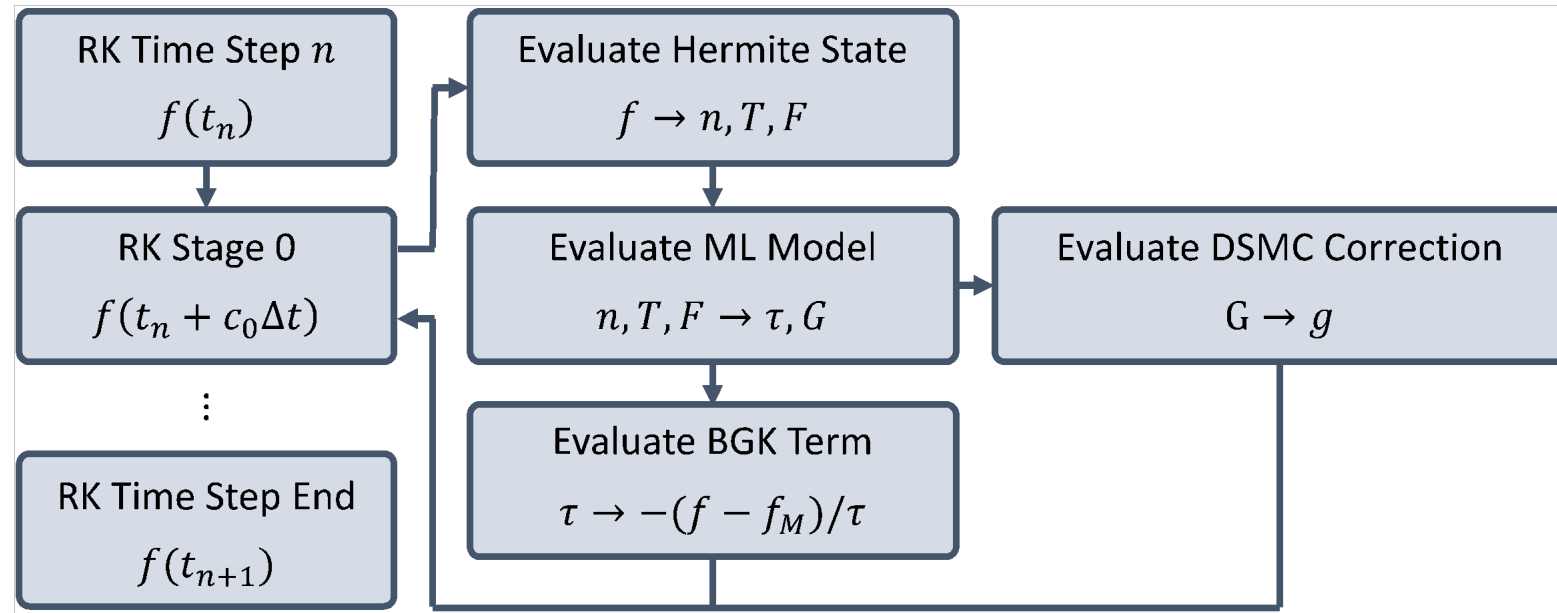 RK Time Step n
f(tₙ)
RK Stage 0
f(tₙ + c₀Δt)
⋮
RK Time Step End
f(tₙ₊₁)
Evaluate Hermite State
f → n, T, F
Evaluate ML Model
n, T, F → τ, G
Evaluate BGK Term
τ → −(f − f_M)/τ
Evaluate DSMC Correction
G → g